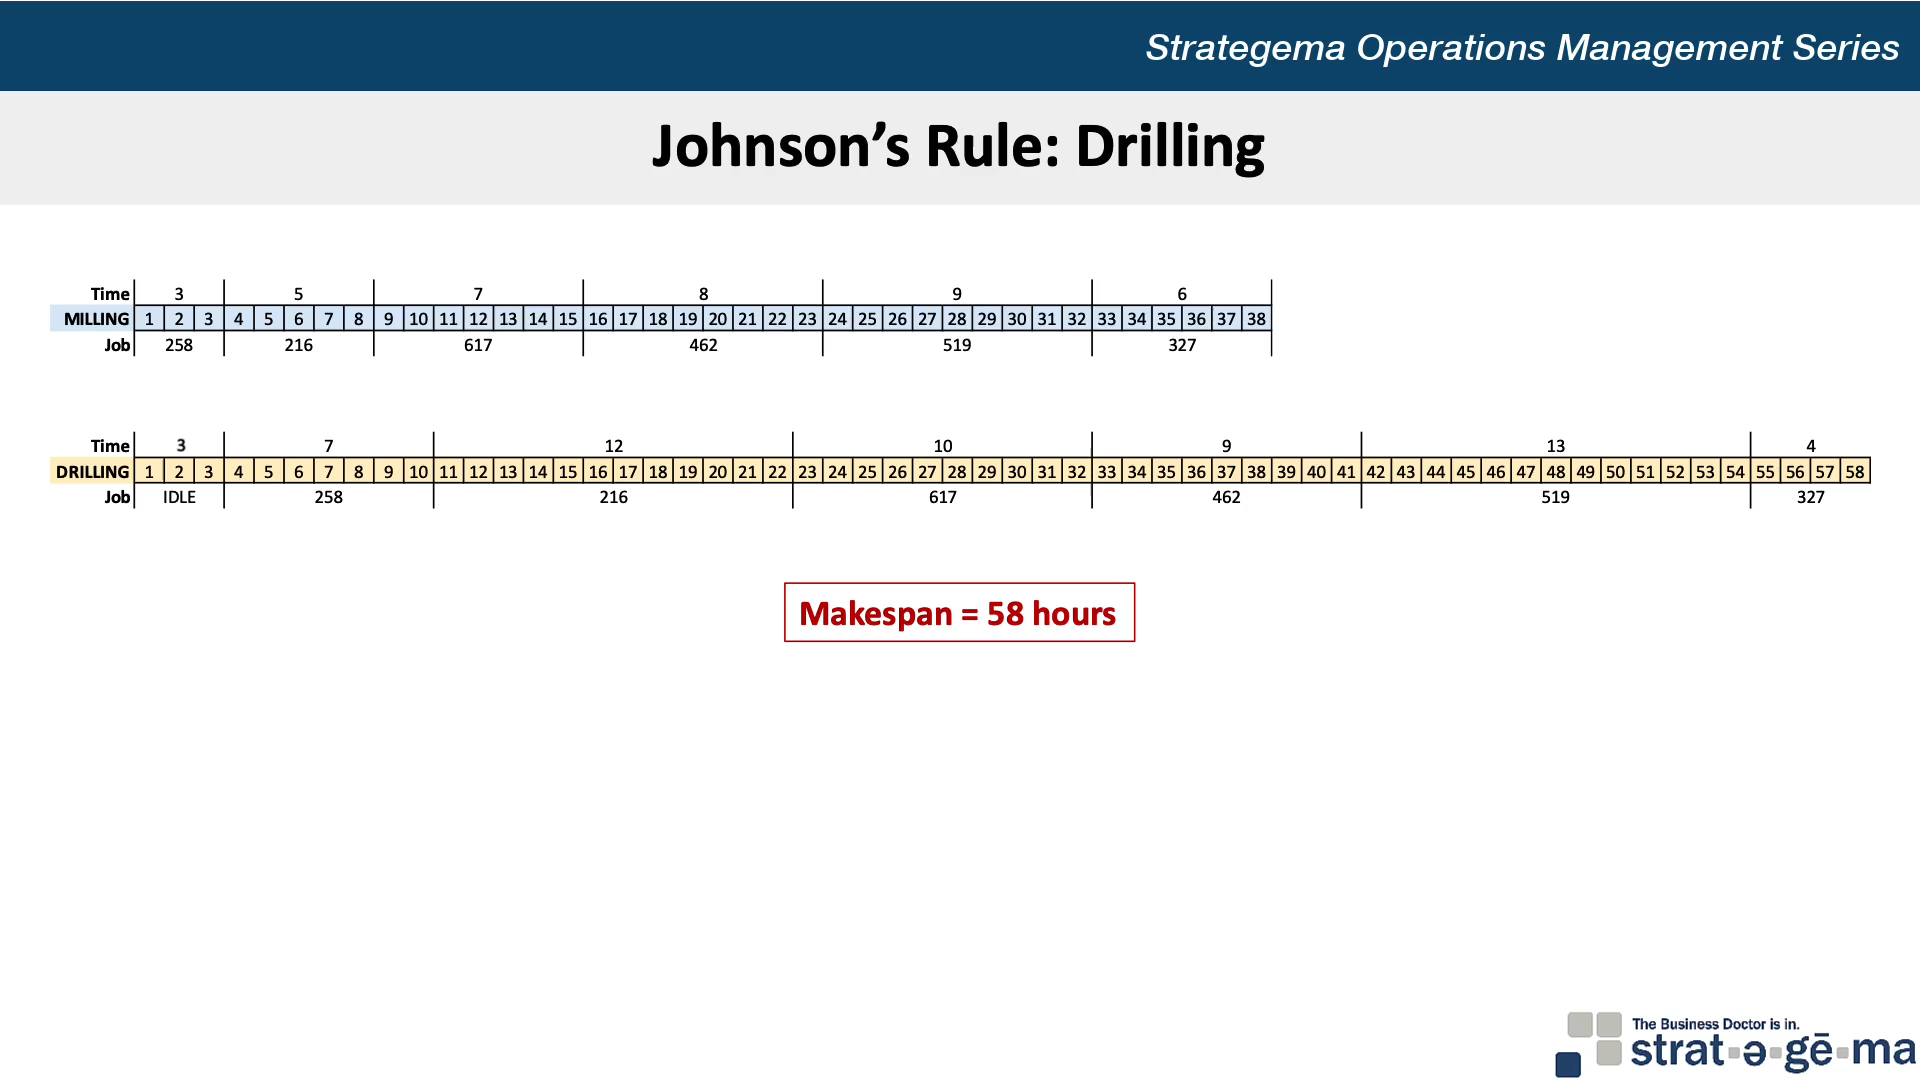 Strategema Operations Management Series
Johnson's Rule: Drilling
Time 3 5 7 8 9 6
MILLING 1 2 3 4 5 6 7 8 9 10 11 12 13 14 15 16 17 18 19 20 21 22 23 24 25 26 27 28 29 30 31 32 33 34 35 36 37 38
Job 258 216 617 462 519 327
Time 3 7 12 10 9 13 4
DRILLING 1 2 3 4 5 6 7 8 9 10 11 12 13 14 15 16 17 18 19 20 21 22 23 24 25 26 27 28 29 30 31 32 33 34 35 36 37 38 39 40 41 42 43 44 45 46 47 48 49 50 51 52 53 54 55 56 57 58
Job IDLE 258 216 617 462 519 327
Makespan = 58 hours
The Business Doctor is in.
strat▪ə▪gē▪ma